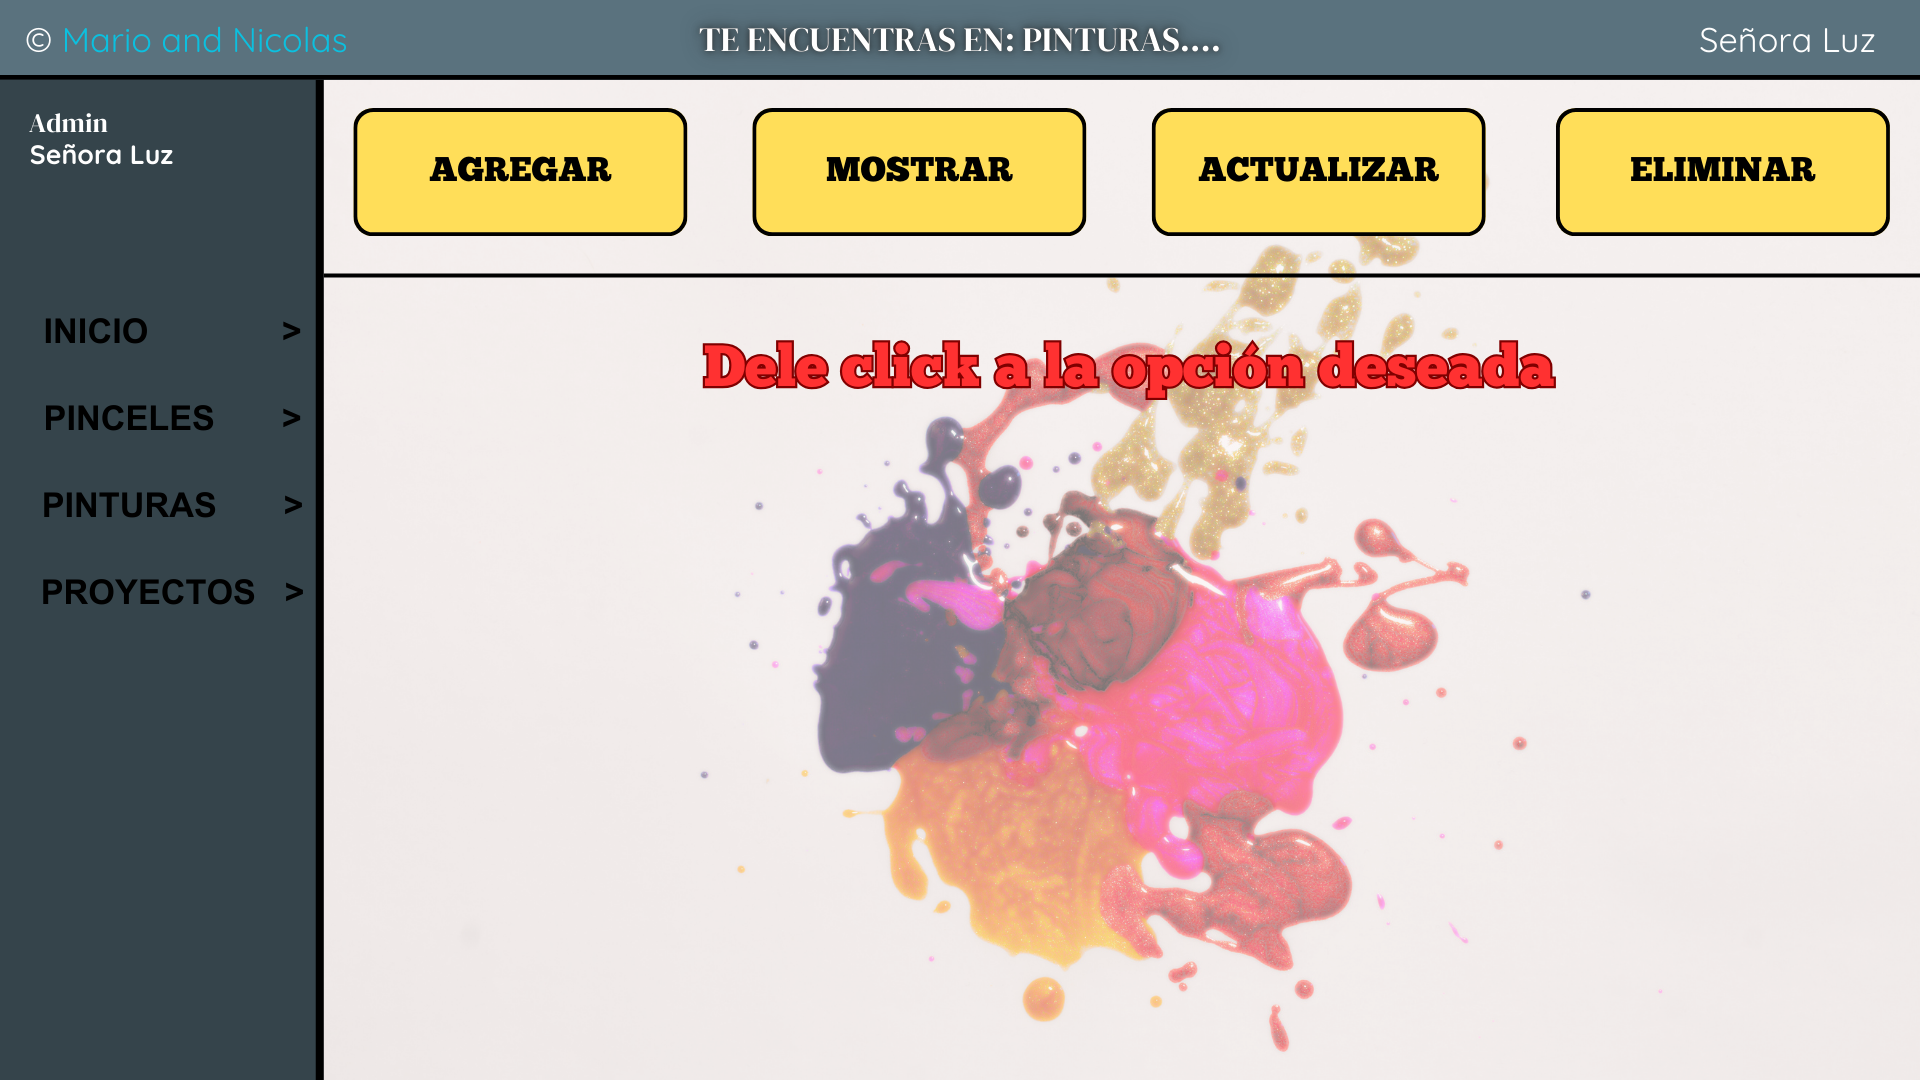 © Mario and Nicolas
TE ENCUENTRAS EN: PINTURAS....
Señora Luz
Admin
Señora Luz
AGREGAR
MOSTRAR
ACTUALIZAR
ELIMINAR
INICIO >
PINCELES >
PINTURAS >
PROYECTOS >
Dele click a la opción deseada